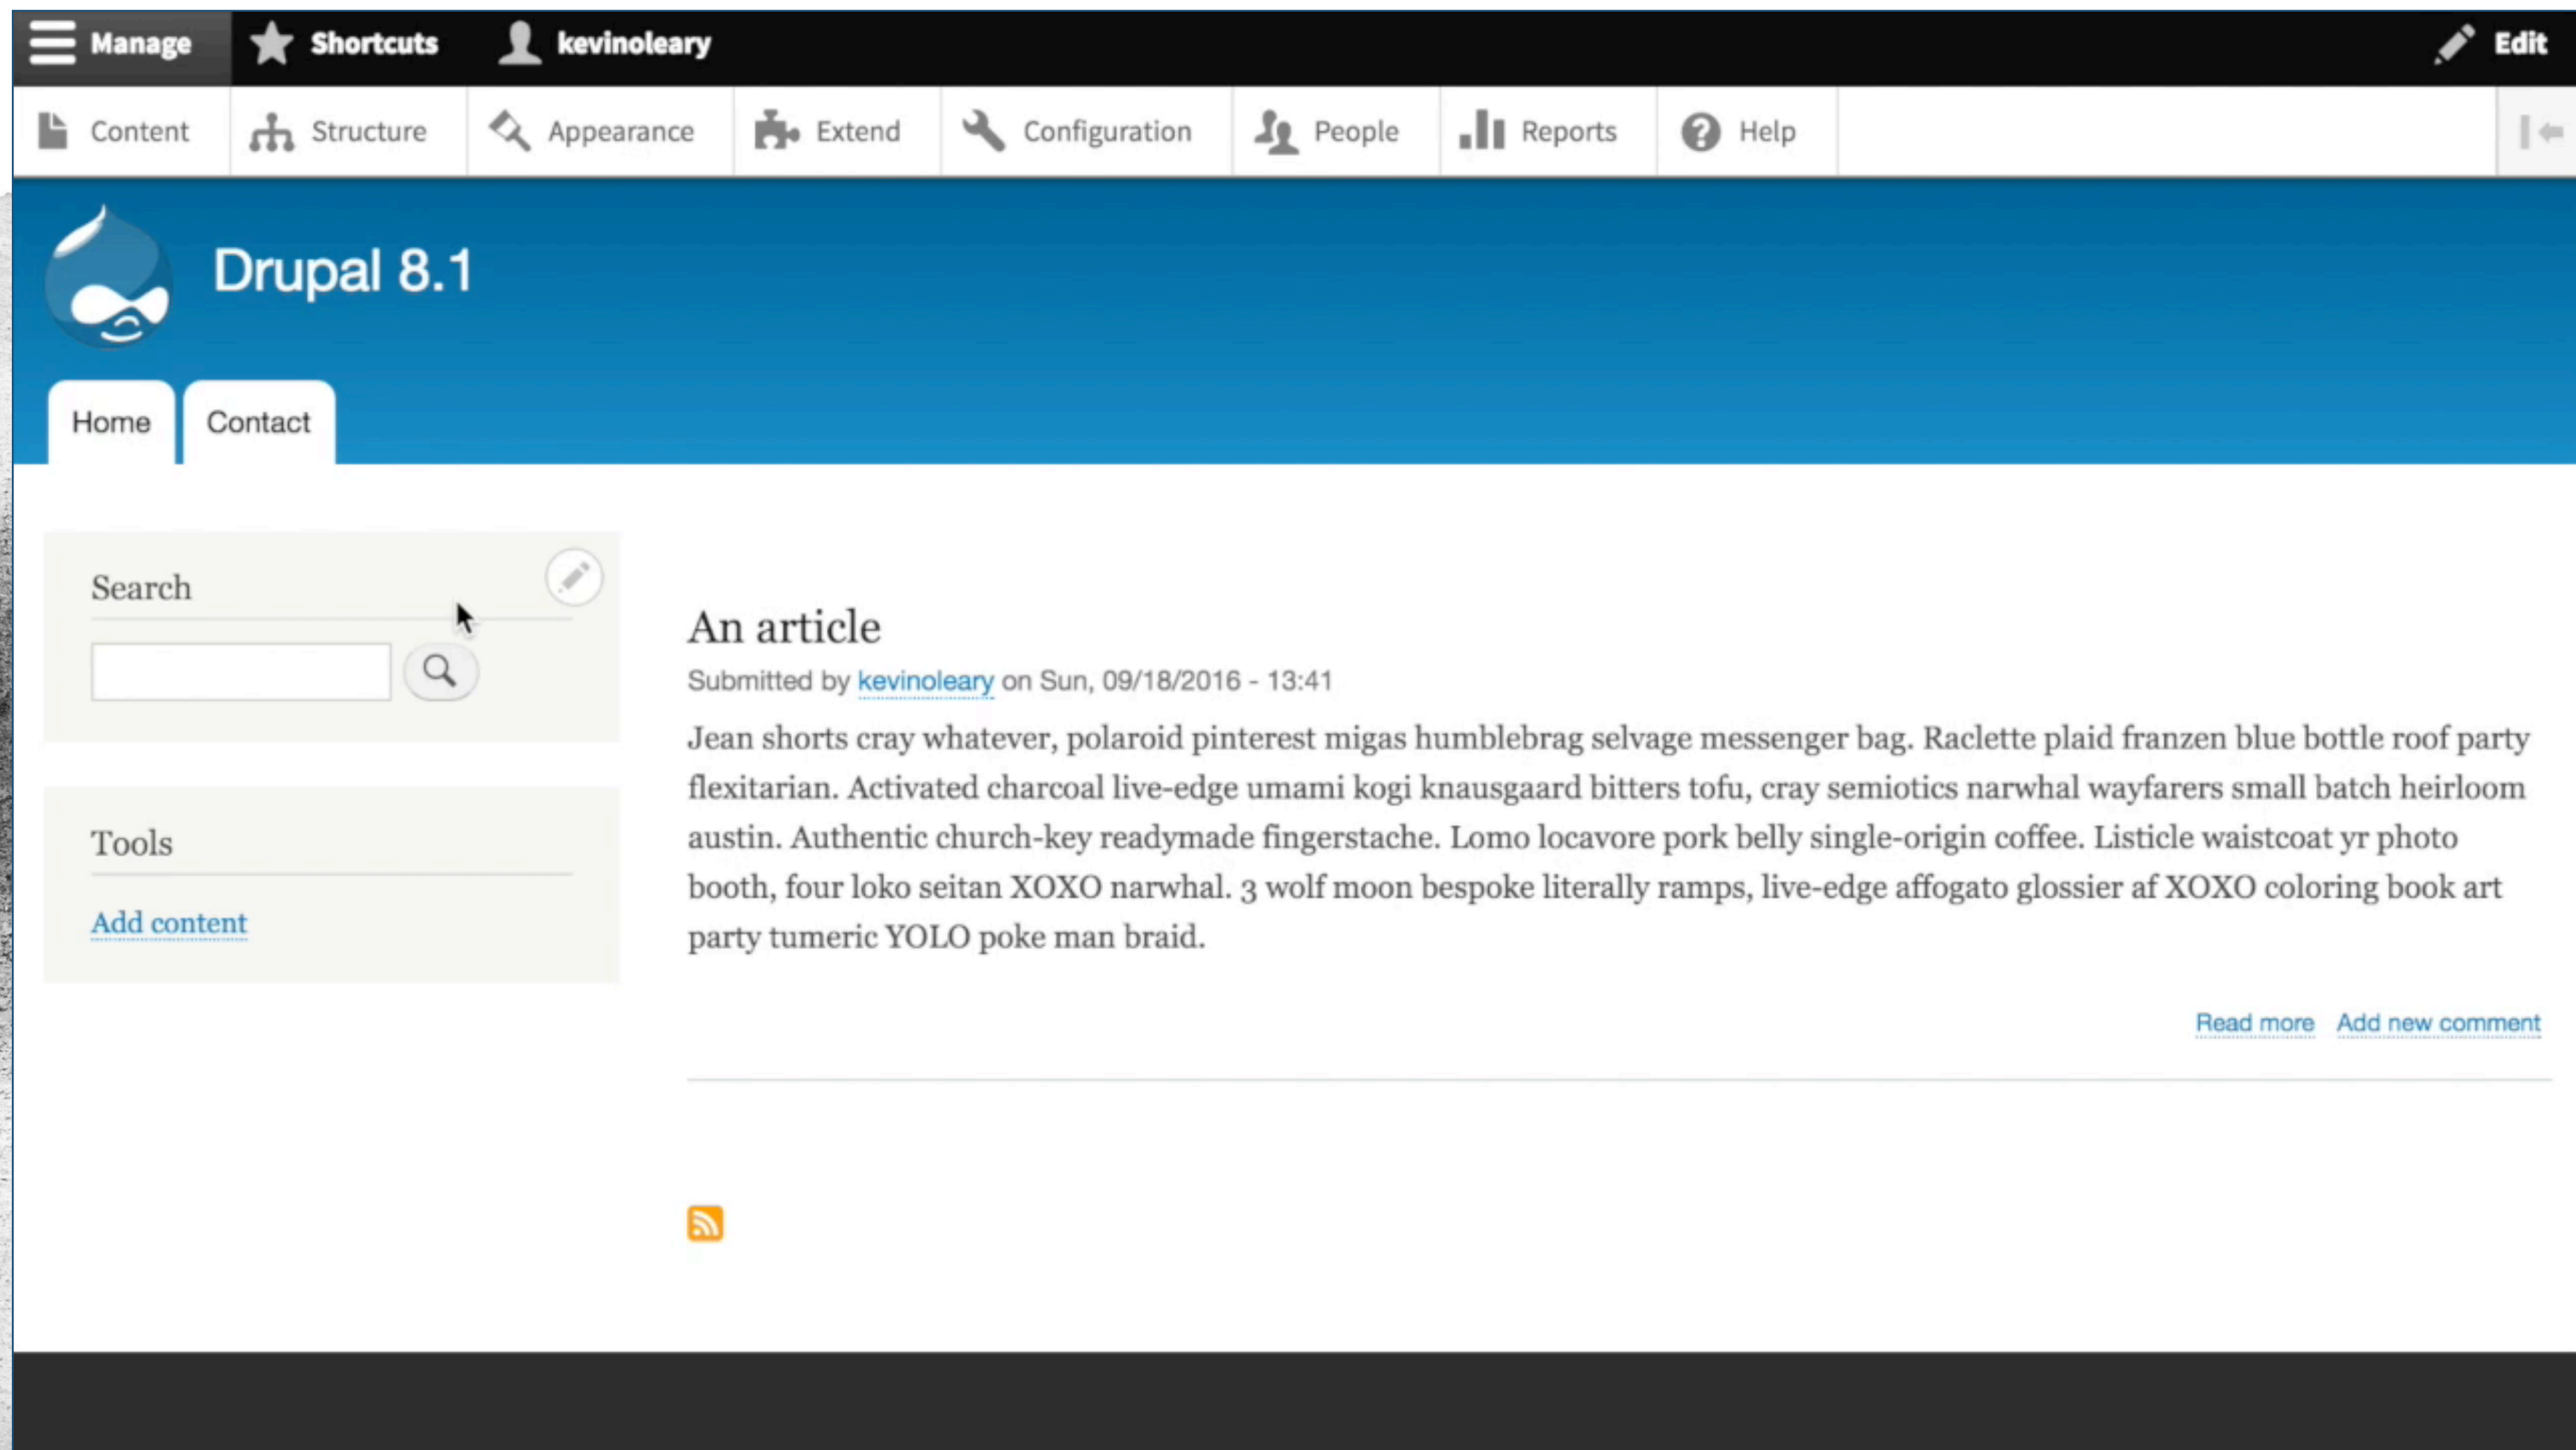 Manage Shortcuts kevinoleary Edit
Content Structure Appearance Extend Configuration People Reports Help
Drupal 8.1
Home Contact
Search
Tools
Add content
An article
Submitted by kevinoleary on Sun, 09/18/2016 - 13:41
Jean shorts cray whatever, polaroid pinterest migas humblebrag selvage messenger bag. Raclette plaid franzen blue bottle roof party
flexitarian. Activated charcoal live-edge umami kogi knausgaard bitters tofu, cray semiotics narwhal wayfarers small batch heirloom
austin. Authentic church-key readymade fingerstache. Lomo locavore pork belly single-origin coffee. Listicle waistcoat yr photo
booth, four loko seitan XOXO narwhal. 3 wolf moon bespoke literally ramps, live-edge affogato glossier af XOXO coloring book art
party tumeric YOLO poke man braid.
Read more Add new comment